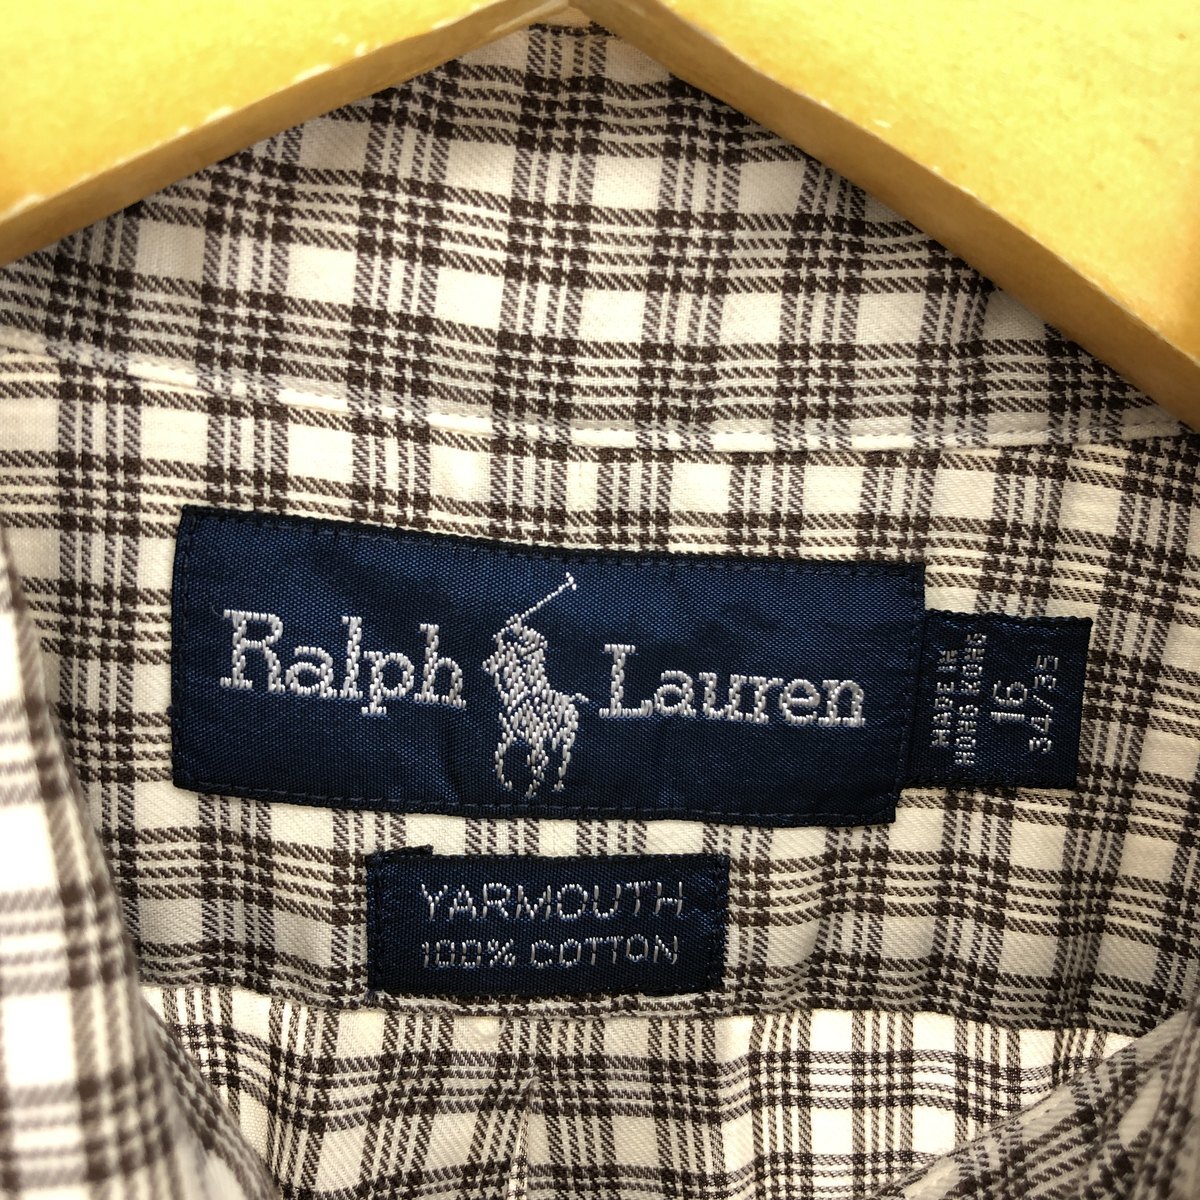 Ralph Lauren
MADE IN
HONG KONG
16
34/35
YARMOUTH
100% COTTON